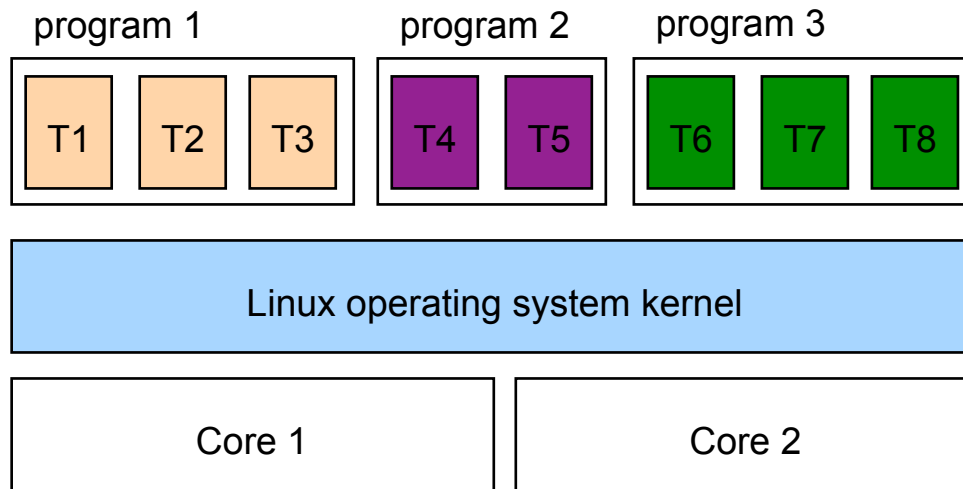 program 1 program 2 program 3
T1 T2 T3 T4 T5 T6 T7 T8
Linux operating system kernel
Core 1 Core 2